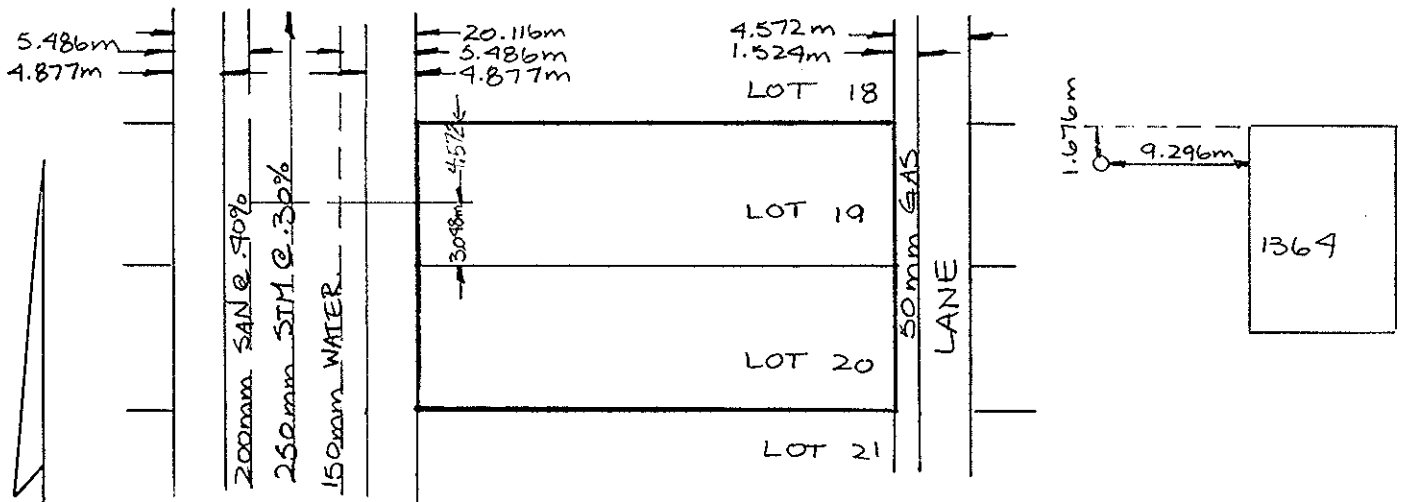 5.486m
4.877m
20.116m
5.486m
4.877m
4.572m
1.524m
LOT 18
4.572
3.048m
LOT 19
LOT 20
LOT 21
200mm SAN @ .40%
250mm STM @ .30%
150mm WATER
50mm GAS
LANE
1.676m
9.296m
1364